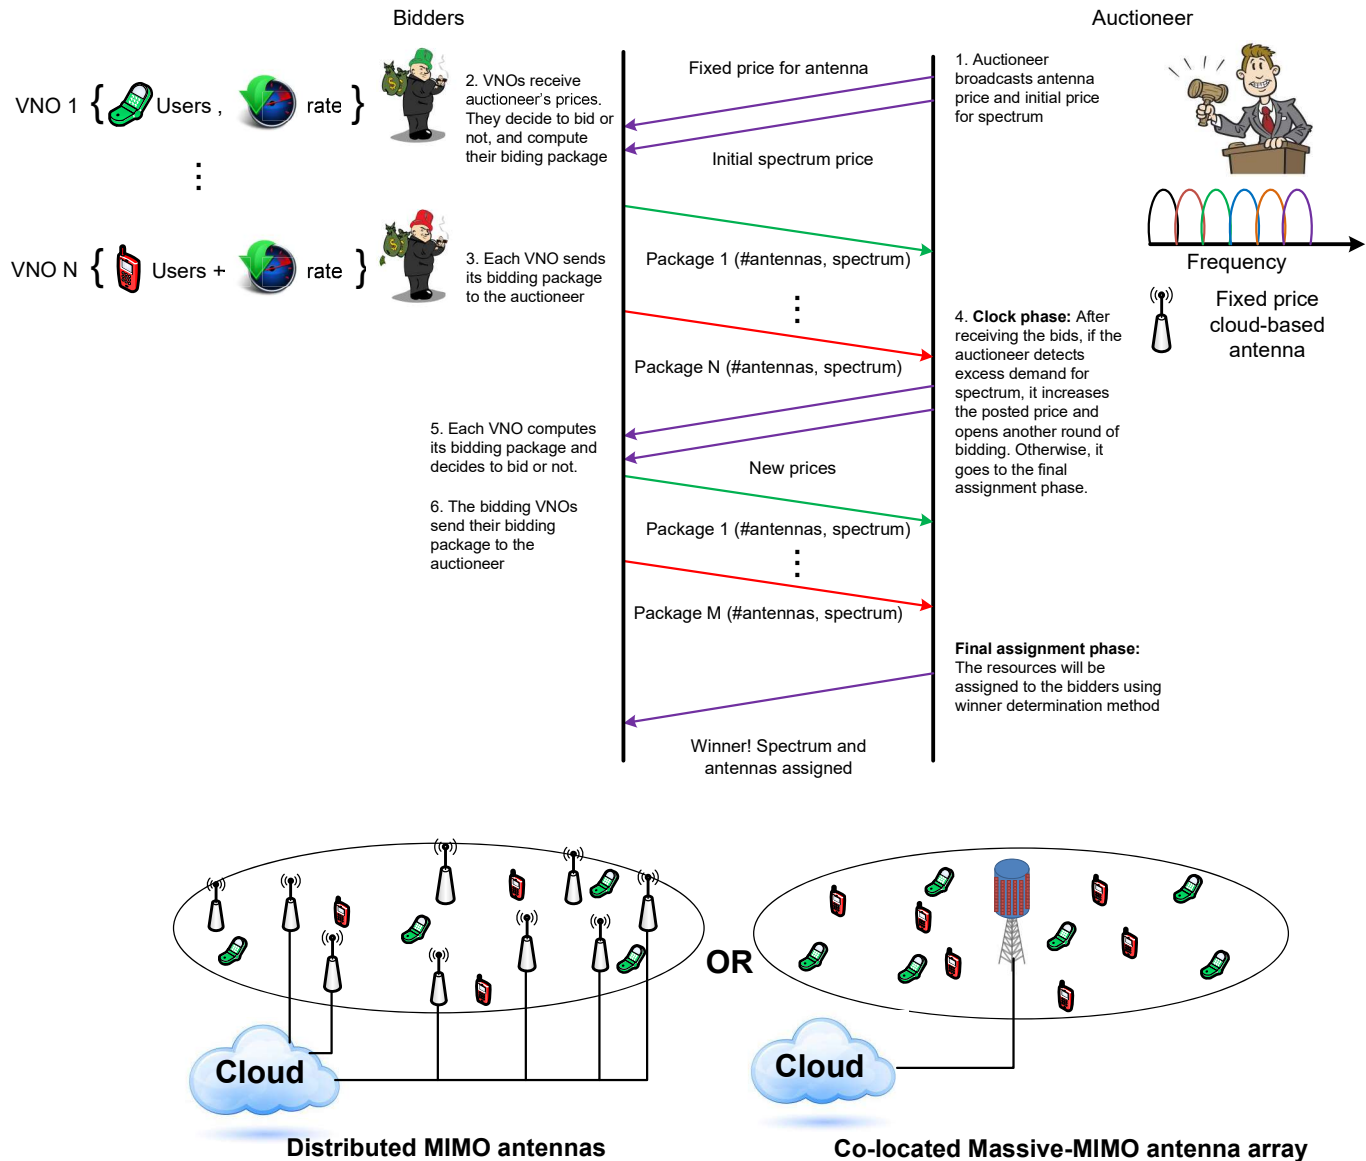 Bidders
Auctioneer
VNO 1 { Users , rate }
2. VNOs receive
auctioneer's prices.
They decide to bid or
not, and compute
their biding package
Fixed price for antenna
Initial spectrum price
1. Auctioneer
broadcasts antenna
price and initial price
for spectrum
VNO N { Users + rate }
3. Each VNO sends
its bidding package
to the auctioneer
Package 1 (#antennas, spectrum)
Package N (#antennas, spectrum)
Frequency
Fixed price
cloud-based
antenna
4. Clock phase: After
receiving the bids, if the
auctioneer detects
excess demand for
spectrum, it increases
the posted price and
opens another round of
bidding. Otherwise, it
goes to the final
assignment phase.
5. Each VNO computes
its bidding package and
decides to bid or not.
New prices
6. The bidding VNOs
send their bidding
package to the
auctioneer
Package 1 (#antennas, spectrum)
Package M (#antennas, spectrum)
Final assignment phase:
The resources will be
assigned to the bidders using
winner determination method
Winner! Spectrum and
antennas assigned
OR
Cloud
Cloud
Distributed MIMO antennas
Co-located Massive-MIMO antenna array